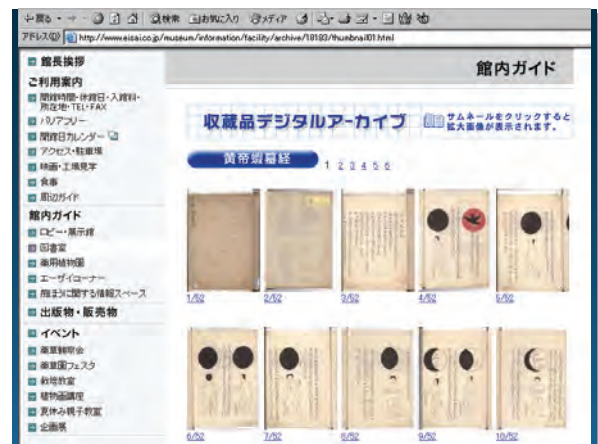 戻る
検索 お気に入り メディア
アドレス(D) http://www.eisai.co.jp/museum/information/facility/archive/18183/thumbnail01.html
館長挨拶
ご利用案内
開館時間・休館日・入館料・
所在地・TEL・FAX
バリアフリー
開館日カレンダー
アクセス・駐車場
映画・工場見学
食事
周辺ガイド
館内ガイド
ロビー・展示館
図書室
薬用植物園
エーザイコーナー
に関する情報スペース
出版物・販売物
イベント
薬草観察会
薬草園フェスタ
栽培教室
植物画講座
夏休み親子教室
企画展
館内ガイド
収蔵品デジタルアーカイブ
サムネールをクリックすると
拡大画像が表示されます。
黄帝蝦蟇経
1 2 3 4 5 6
1/52 2/52 3/52 4/52 5/52
6/52 7/52 8/52 9/52 10/52